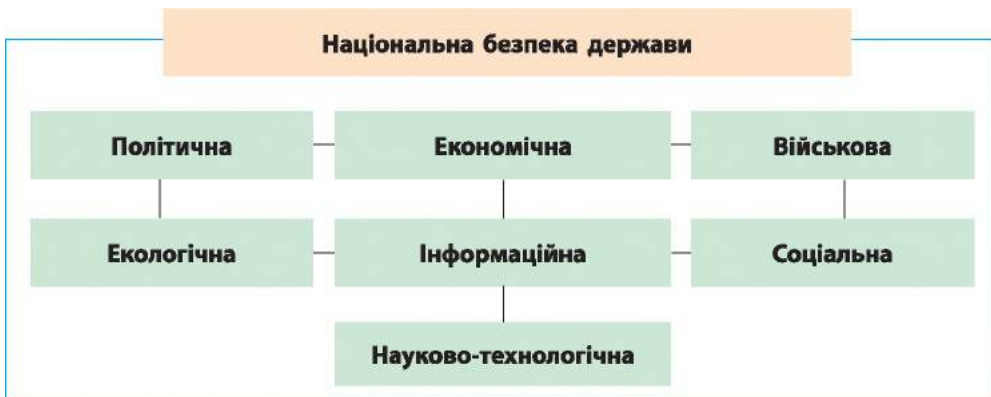 Національна безпека держави
Політична
Економічна
Військова
Екологічна
Інформаційна
Соціальна
Науково-технологічна